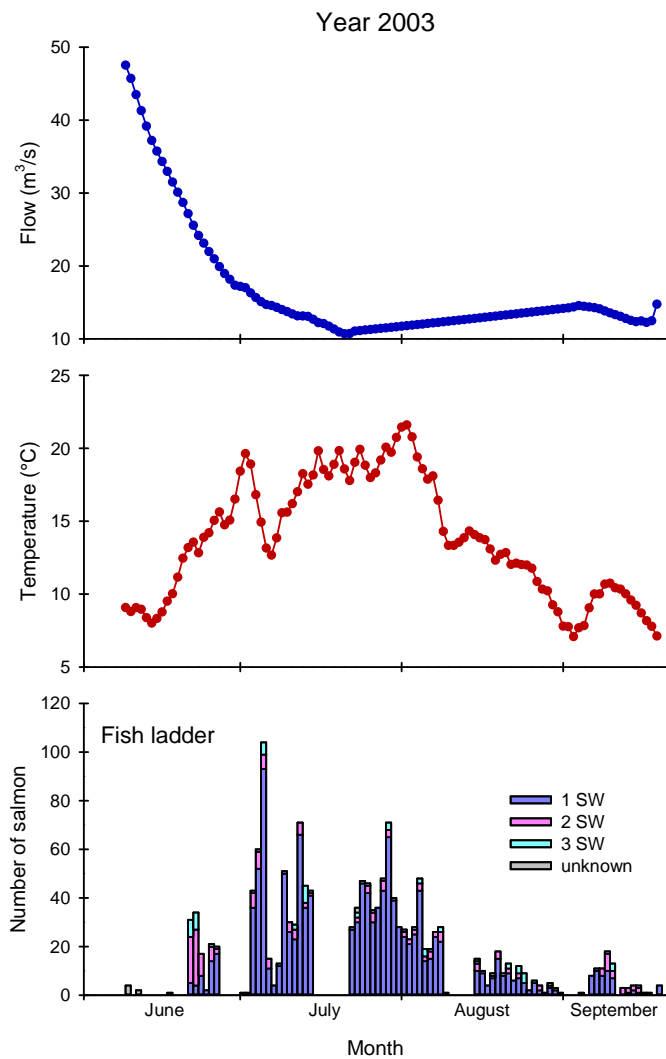 Year 2003
50
40
30
20
10
Flow (m³/s)
25
20
15
10
5
Temperature (°C)
120
100
80
60
40
20
0
Number of salmon
Fish ladder
1 SW
2 SW
3 SW
unknown
June July August September
Month